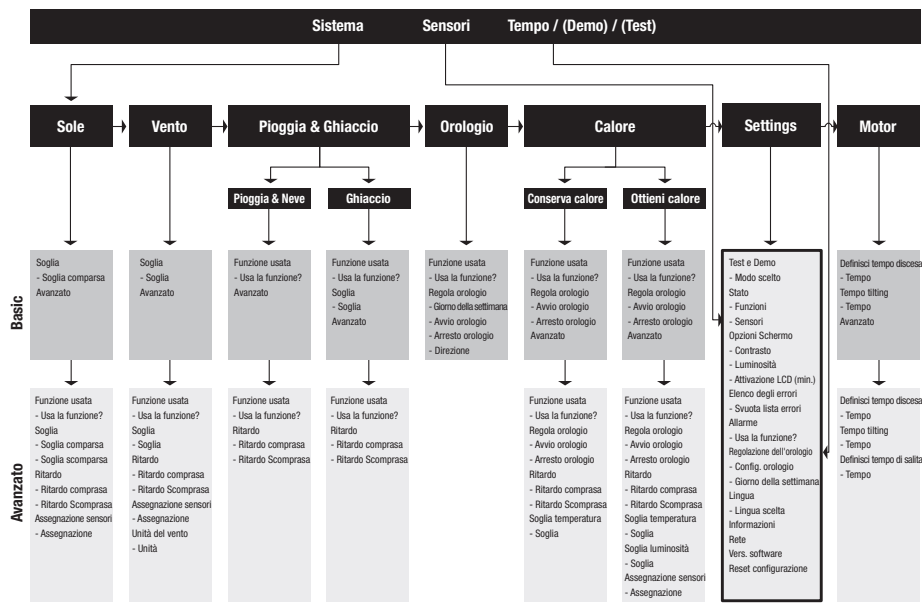 Sistema Sensori Tempo / (Demo) / (Test)
Sole Vento Pioggia & Ghiaccio Orologio Calore Settings Motor
Pioggia & Neve Ghiaccio Conserva calore Ottieni calore
Basic
Soglia
- Soglia comparsa
Avanzato
Soglia
- Soglia
Avanzato
Funzione usata
- Usa la funzione?
Avanzato
Funzione usata
- Usa la funzione?
Soglia
- Soglia
Avanzato
Funzione usata
- Usa la funzione?
Regola orologio
- Giorno della settimana
- Avvio orologio
- Arresto orologio
- Direzione
Funzione usata
- Usa la funzione?
Regola orologio
- Avvio orologio
- Arresto orologio
Avanzato
Funzione usata
- Usa la funzione?
Regola orologio
- Avvio orologio
- Arresto orologio
Avanzato
Test e Demo
- Modo scelto
Stato
- Funzioni
- Sensori
Opzioni Schermo
- Contrasto
- Luminosità
- Attivazione LCD (min.)
Elenco degli errori
- Svuota lista errori
Allarme
- Usa la funzione?
Regolazione dell'orologio
- Config. orologio
- Giorno della settimana
Lingua
- Lingua scelta
Informazioni
Rete
Vers. software
Reset configurazione
Definisci tempo discesa
- Tempo
Tempo tilting
- Tempo
Avanzato
Avanzato
Funzione usata
- Usa la funzione?
Soglia
- Soglia comparsa
- Soglia scomparsa
Ritardo
- Ritardo comprasa
- Ritardo Scomprasa
Assegnazione sensori
- Assegnazione
Funzione usata
- Usa la funzione?
Soglia
- Soglia
Ritardo
- Ritardo comprasa
- Ritardo Scomprasa
Assegnazione sensori
- Assegnazione
Unità del vento
- Unità
Funzione usata
- Usa la funzione?
Ritardo
- Ritardo comprasa
- Ritardo Scomprasa
Funzione usata
- Usa la funzione?
Ritardo
- Ritardo comprasa
- Ritardo Scomprasa
Funzione usata
- Usa la funzione?
Regola orologio
- Avvio orologio
- Arresto orologio
Ritardo
- Ritardo comprasa
- Ritardo Scomprasa
Soglia temperatura
- Soglia
Funzione usata
- Usa la funzione?
Regola orologio
- Avvio orologio
- Arresto orologio
Ritardo
- Ritardo comprasa
- Ritardo Scomprasa
Soglia temperatura
- Soglia
Soglia luminosità
- Soglia
Assegnazione sensori
- Assegnazione
Definisci tempo discesa
- Tempo
Tempo tilting
- Tempo
Definisci tempo di salita
- Tempo